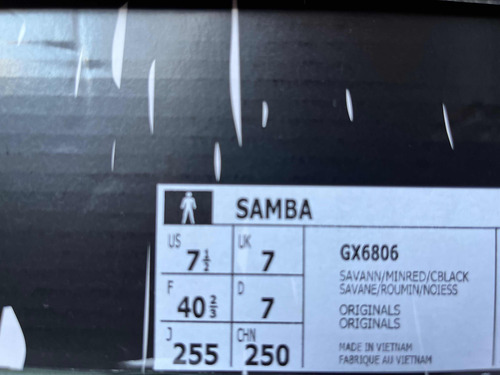 SAMBA
US 7½ UK 7
F 40⅔ D 7
J 255 CHN 250
GX6806
SAVANN/MINRED/CBLACK
SAVANE/ROUMIN/NOIESS
ORIGINALS
ORIGINALS
MADE IN VIETNAM
FABRIQUE AU VIETNAM